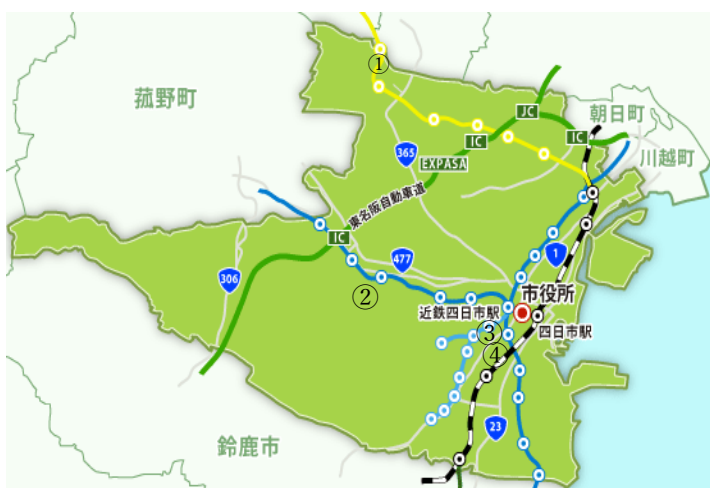 ①
菰野町
JC
朝日町
IC
川越町
IC
365
EXPASA
東名阪自動車道
IC
1
477
306
②
市役所
近鉄四日市駅
③
四日市駅
④
23
鈴鹿市